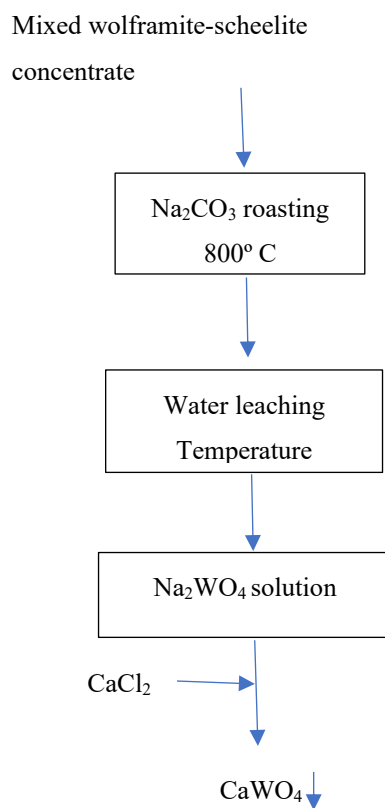 Mixed wolframite-scheelite
concentrate
Na₂CO₃ roasting
800º C
Water leaching
Temperature
Na₂WO₄ solution
CaCl₂
CaWO₄